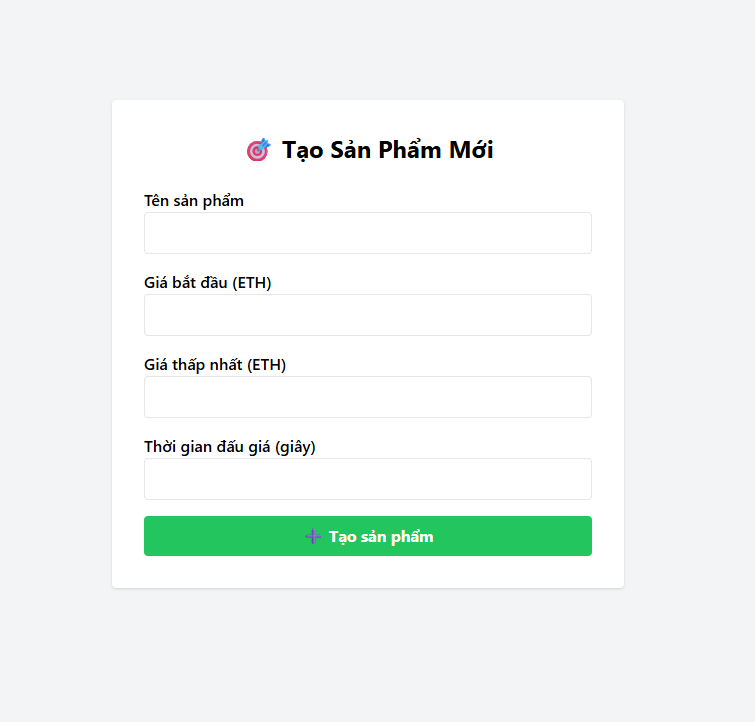 🎯 Tạo Sản Phẩm Mới
Tên sản phẩm
Giá bắt đầu (ETH)
Giá thấp nhất (ETH)
Thời gian đấu giá (giây)
➕ Tạo sản phẩm